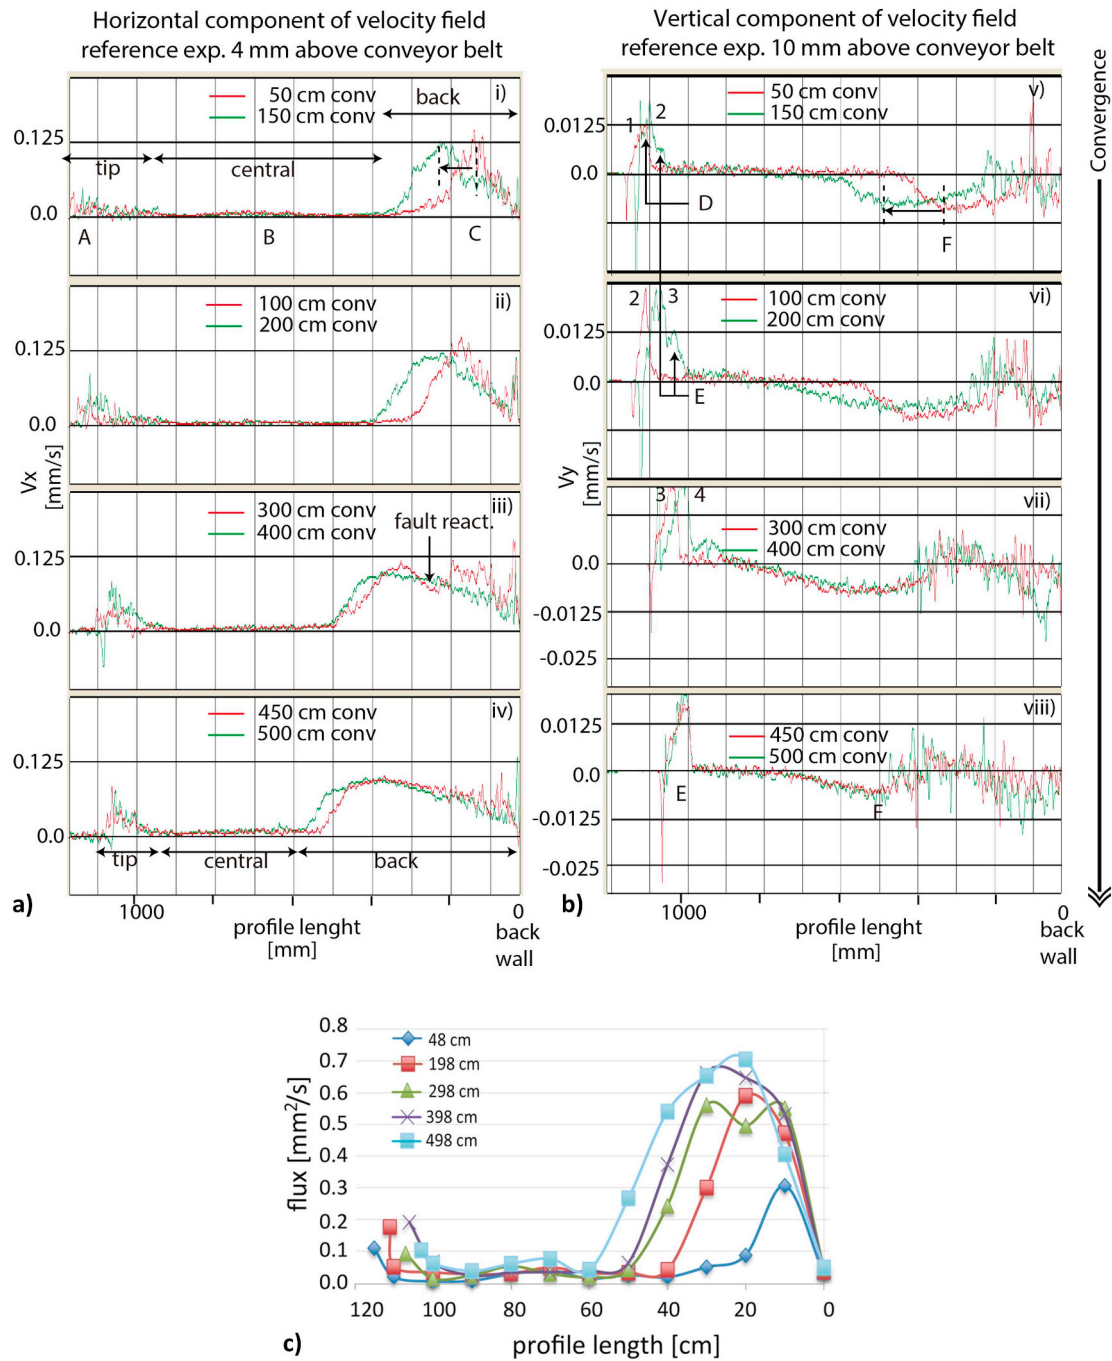 Horizontal component of velocity field
reference exp. 4 mm above conveyor belt
50 cm conv
150 cm conv
i)
back
0.125
tip
central
0.0
A
B
C
ii)
100 cm conv
200 cm conv
0.125
0.0
Vx
[mm/s]
iii)
300 cm conv
400 cm conv
fault react.
0.125
0.0
iv)
450 cm conv
500 cm conv
0.125
0.0
tip
central
back
a)
1000
0
profile lenght
[mm]
back
wall
Vertical component of velocity field
reference exp. 10 mm above conveyor belt
50 cm conv
150 cm conv
v)
1
2
0.0125
0.0
D
F
vi)
2
3
100 cm conv
200 cm conv
0.0125
0.0
E
Vy
[mm/s]
vii)
3
4
300 cm conv
400 cm conv
0.0
-0.0125
-0.025
viii)
450 cm conv
500 cm conv
0.0125
0.0
-0.0125
-0.025
E
F
b)
1000
0
profile lenght
[mm]
back
wall
Convergence
0.8
0.7
0.6
0.5
0.4
0.3
0.2
0.1
0.0
flux [mm²/s]
48 cm
198 cm
298 cm
398 cm
498 cm
120 100 80 60 40 20 0
profile length [cm]
c)